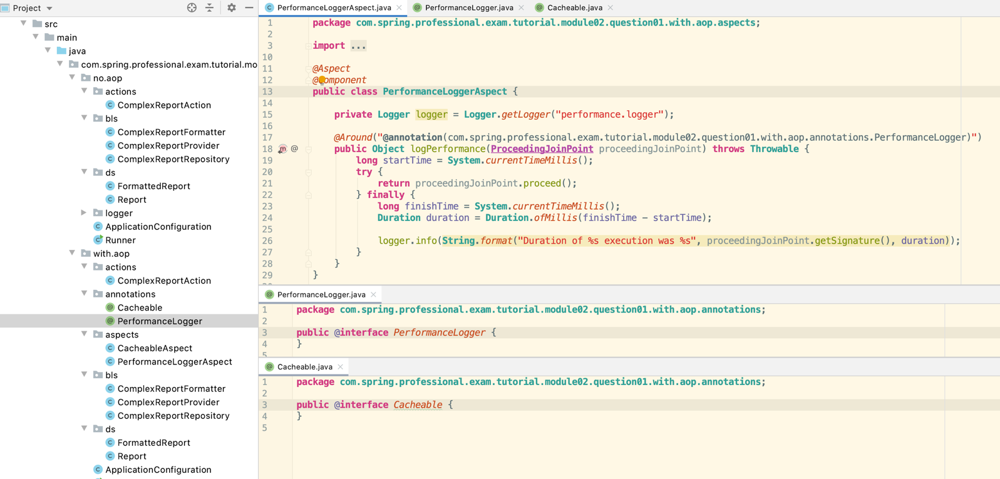 Project
src
main
java
com.spring.professional.exam.tutorial.mo
no.aop
actions
ComplexReportAction
bls
ComplexReportFormatter
ComplexReportProvider
ComplexReportRepository
ds
FormattedReport
Report
logger
ApplicationConfiguration
Runner
with.aop
actions
ComplexReportAction
annotations
Cacheable
PerformanceLogger
aspects
CacheableAspect
PerformanceLoggerAspect
bls
ComplexReportFormatter
ComplexReportProvider
ComplexReportRepository
ds
FormattedReport
Report
ApplicationConfiguration
PerformanceLoggerAspect.java PerformanceLogger.java Cacheable.java
1 package com.spring.professional.exam.tutorial.module02.question01.with.aop.aspects;
2
3 import ...
10
11 @Aspect
12 @Component
13 public class PerformanceLoggerAspect {
14
15 private Logger logger = Logger.getLogger("performance.logger");
16
17 @Around("@annotation(com.spring.professional.exam.tutorial.module02.question01.with.aop.annotations.PerformanceLogger)")
18 public Object logPerformance(ProceedingJoinPoint proceedingJoinPoint) throws Throwable {
19 long startTime = System.currentTimeMillis();
20 try {
21 return proceedingJoinPoint.proceed();
22 } finally {
23 long finishTime = System.currentTimeMillis();
24 Duration duration = Duration.ofMillis(finishTime - startTime);
25
26 logger.info(String.format("Duration of %s execution was %s", proceedingJoinPoint.getSignature(), duration));
27 }
28 }
29 }
PerformanceLogger.java
1 package com.spring.professional.exam.tutorial.module02.question01.with.aop.annotations;
2
3 public @interface PerformanceLogger {
4 }
5
Cacheable.java
1 package com.spring.professional.exam.tutorial.module02.question01.with.aop.annotations;
2
3 public @interface Cacheable {
4 }
5